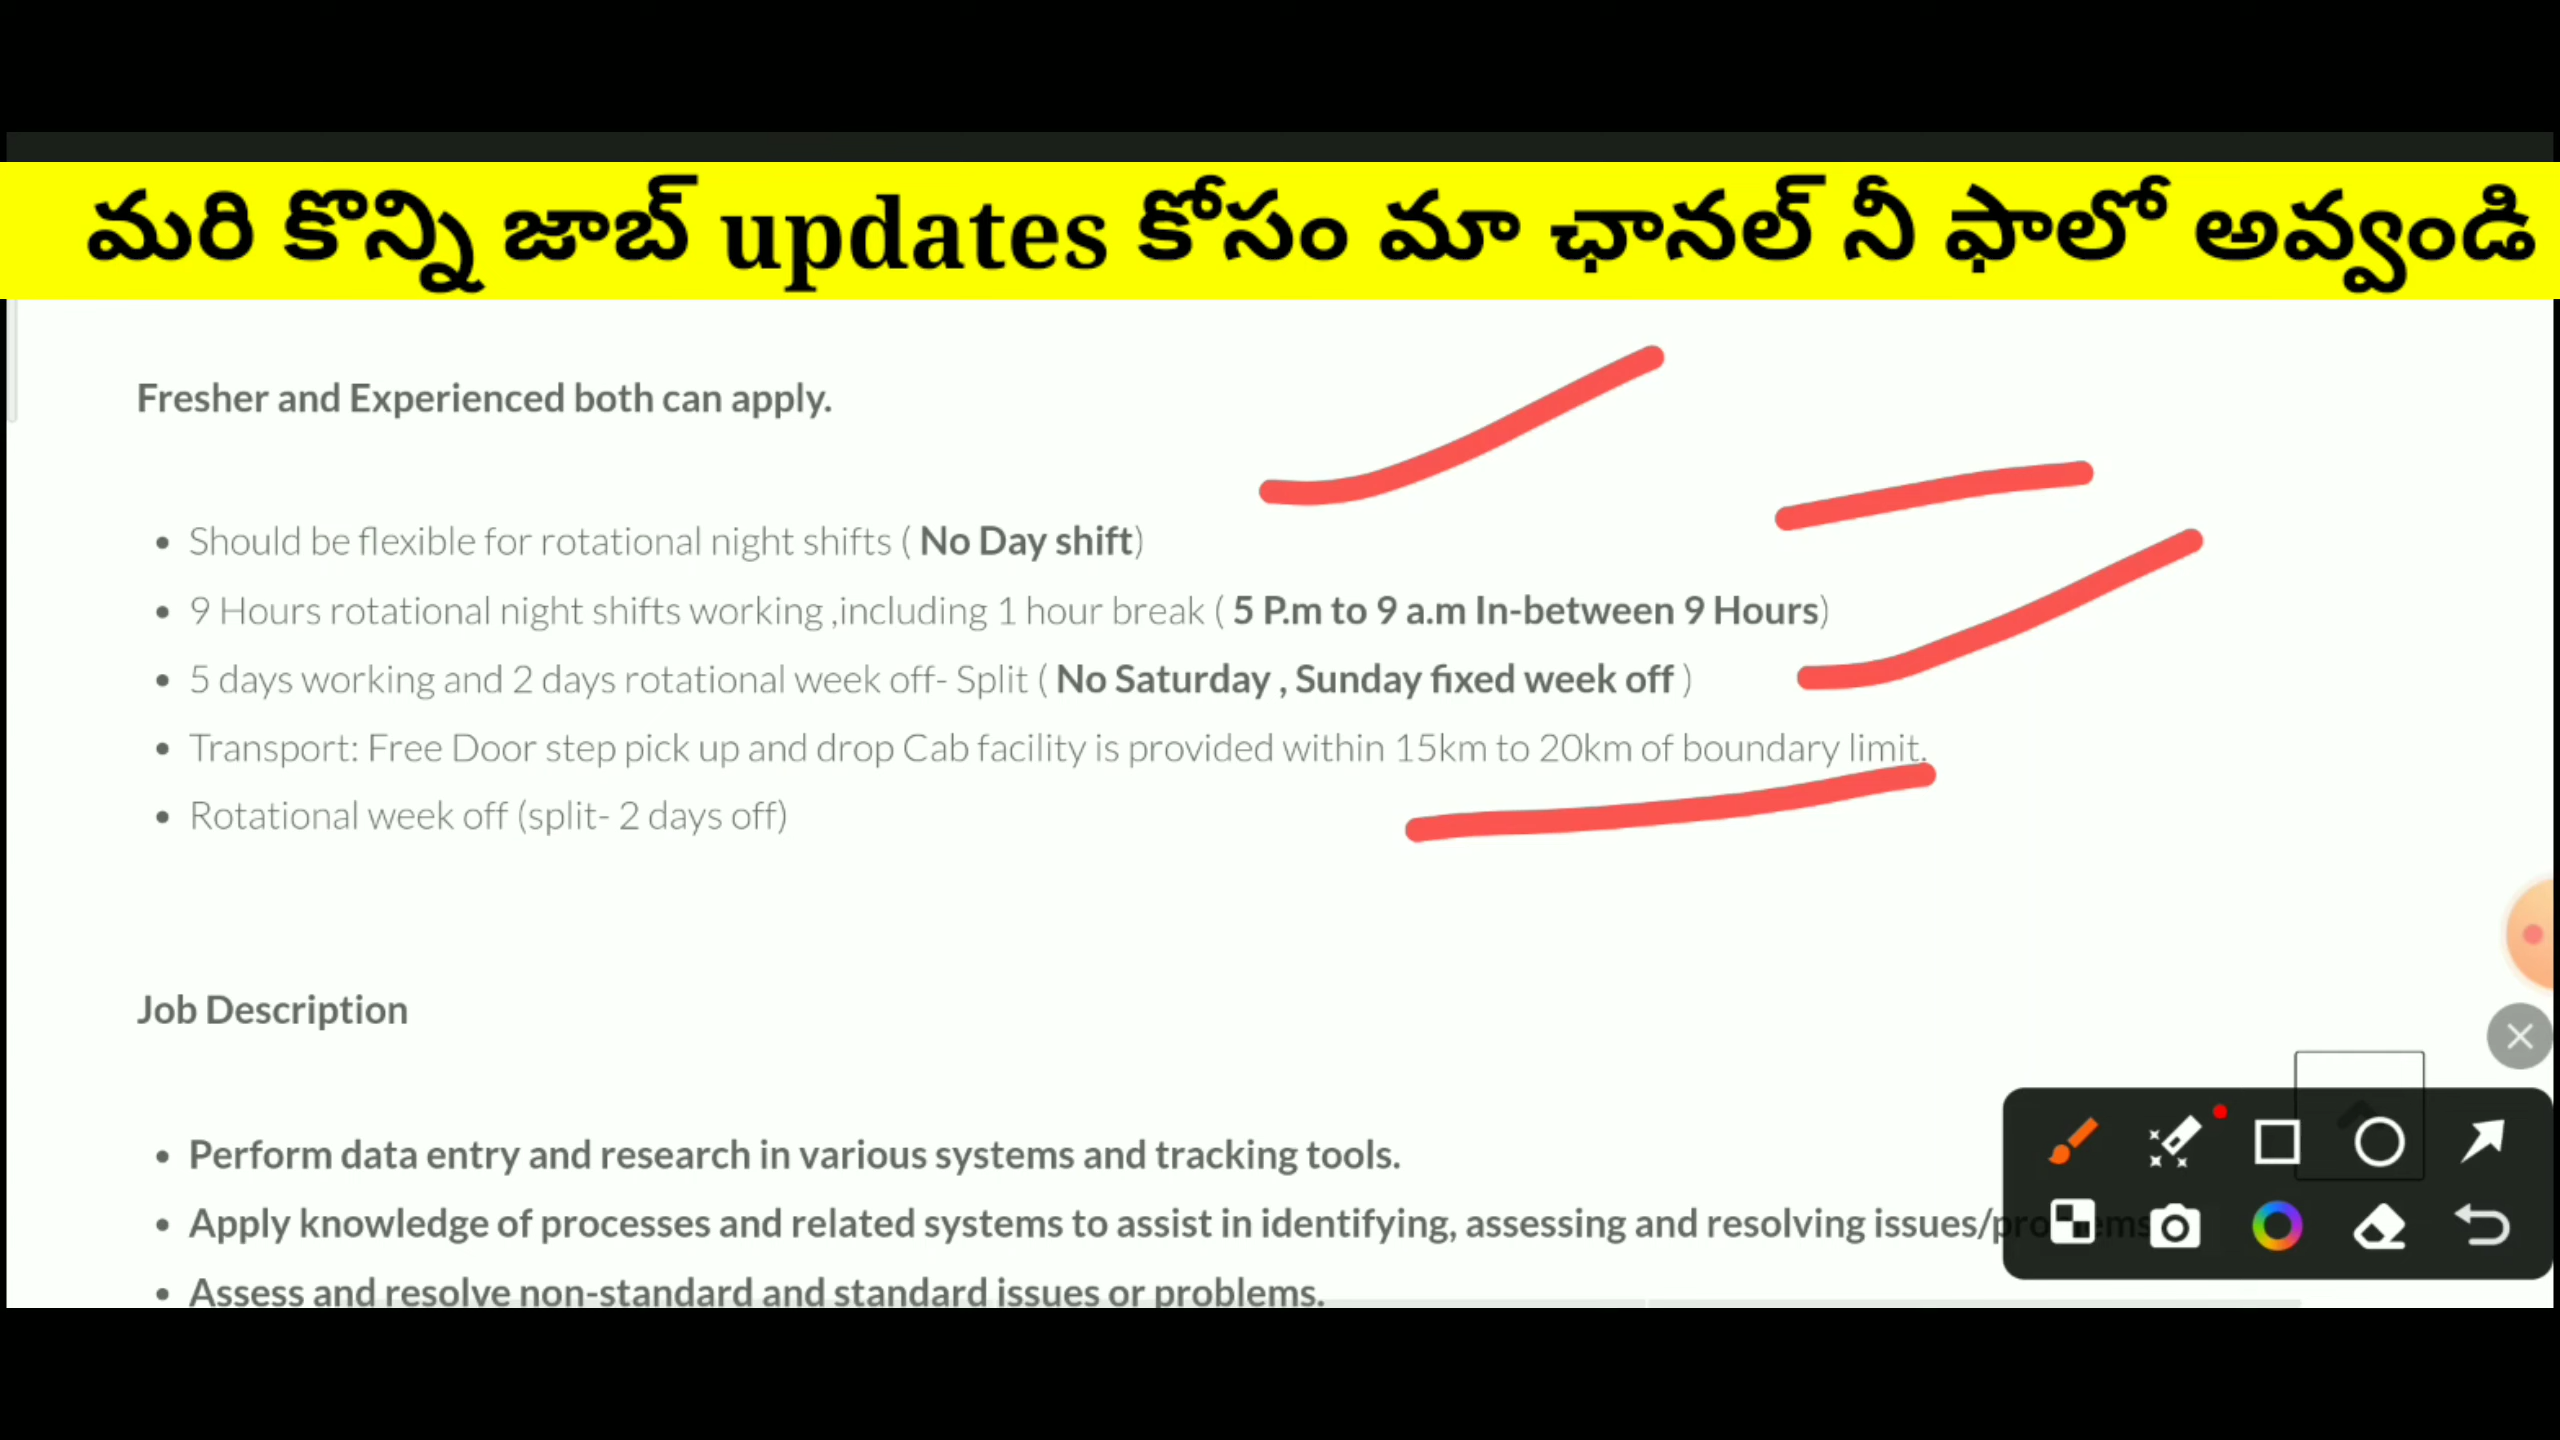 మరి కొన్ని జాబ్ updates కోసం మా ఛానల్ నీ ఫాలో అవ్వండి
Fresher and Experienced both can apply.
• Should be flexible for rotational night shifts ( No Day shift)
• 9 Hours rotational night shifts working ,including 1 hour break ( 5 P.m to 9 a.m In-between 9 Hours)
• 5 days working and 2 days rotational week off- Split ( No Saturday , Sunday fixed week off )
• Transport: Free Door step pick up and drop Cab facility is provided within 15km to 20km of boundary limit.
• Rotational week off (split- 2 days off)
Job Description
• Perform data entry and research in various systems and tracking tools.
• Apply knowledge of processes and related systems to assist in identifying, assessing and resolving issues/problems
• Assess and resolve non-standard and standard issues or problems.